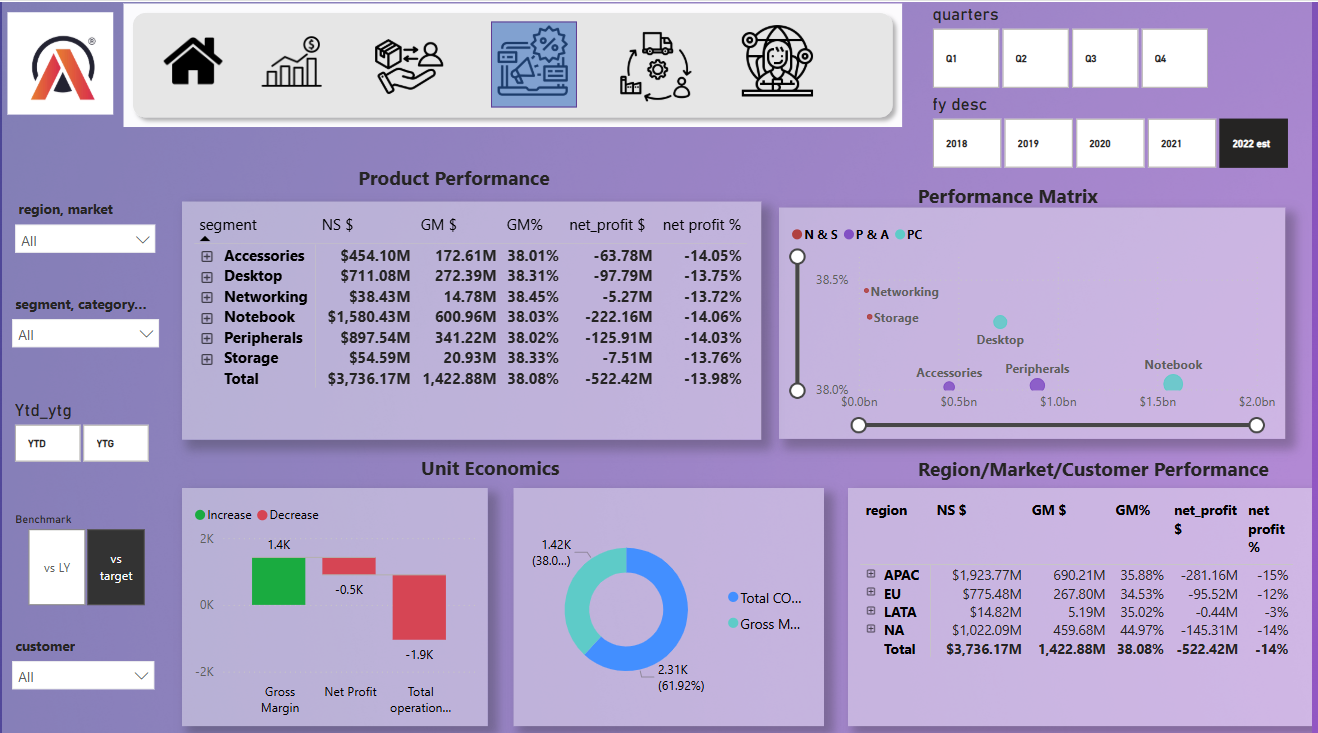 ®
quarters
Q1 Q2 Q3 Q4
fy desc
2018 2019 2020 2021 2022 est
region, market
All
segment, category...
All
Ytd_ytg
YTD YTG
Benchmark
vs LY vs target
customer
All
Product Performance
segment NS $ GM $ GM% net_profit $ net profit %
Accessories $454.10M 172.61M 38.01% -63.78M -14.05%
Desktop $711.08M 272.39M 38.31% -97.79M -13.75%
Networking $38.43M 14.78M 38.45% -5.27M -13.72%
Notebook $1,580.43M 600.96M 38.03% -222.16M -14.06%
Peripherals $897.54M 341.22M 38.02% -125.91M -14.03%
Storage $54.59M 20.93M 38.33% -7.51M -13.76%
Total $3,736.17M 1,422.88M 38.08% -522.42M -13.98%
Performance Matrix
N & S P & A PC
38.5%
Networking
Storage
Desktop
Accessories Peripherals Notebook
38.0%
$0.0bn $0.5bn $1.0bn $1.5bn $2.0bn
Unit Economics
Increase Decrease
2K
1.4K
-0.5K
0K
-1.9K
-2K
Gross Margin
Net Profit
Total operation...
1.42K
(38.0...)
Total CO...
Gross M...
2.31K
(61.92%)
Region/Market/Customer Performance
region NS $ GM $ GM% net_profit $ net profit %
APAC $1,923.77M 690.21M 35.88% -281.16M -15%
EU $775.48M 267.80M 34.53% -95.52M -12%
LATA $14.82M 5.19M 35.02% -0.44M -3%
NA $1,022.09M 459.68M 44.97% -145.31M -14%
Total $3,736.17M 1,422.88M 38.08% -522.42M -14%